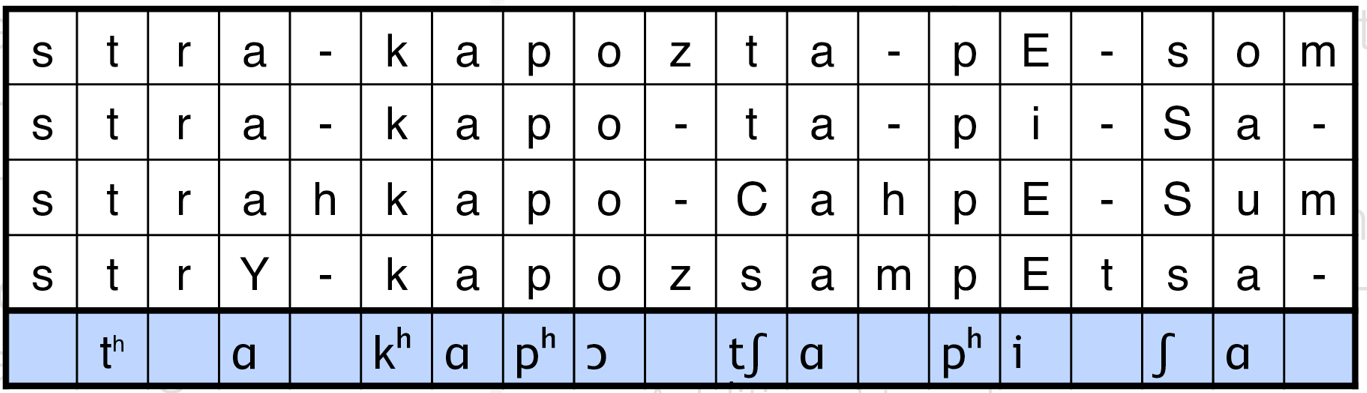 s t r a - k a p o z t a - p E - s o m
s t r a - k a p o - t a - p i - S a -
s t r a h k a p o - C a h p E - S u m
s t r Y - k a p o z s a m p E t s a -
tʰ ɑ kʰ ɑ pʰ ɔ tʃ ɑ pʰ i ʃ ɑ